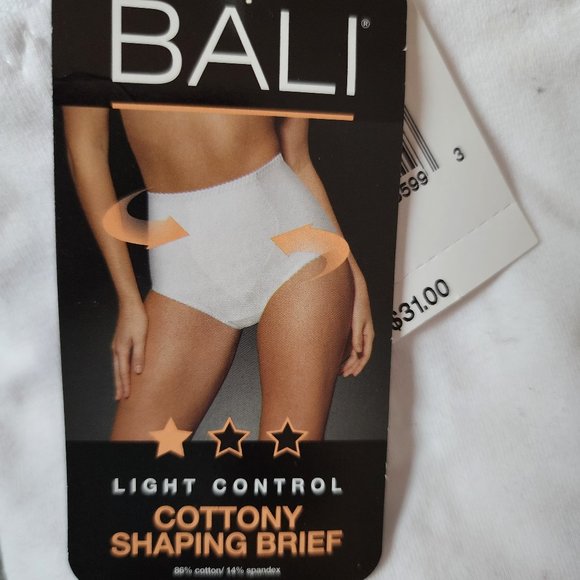 BALI®
LIGHT CONTROL
COTTONY
SHAPING BRIEF
86% cotton/ 14% spandex
599
3
$31.00